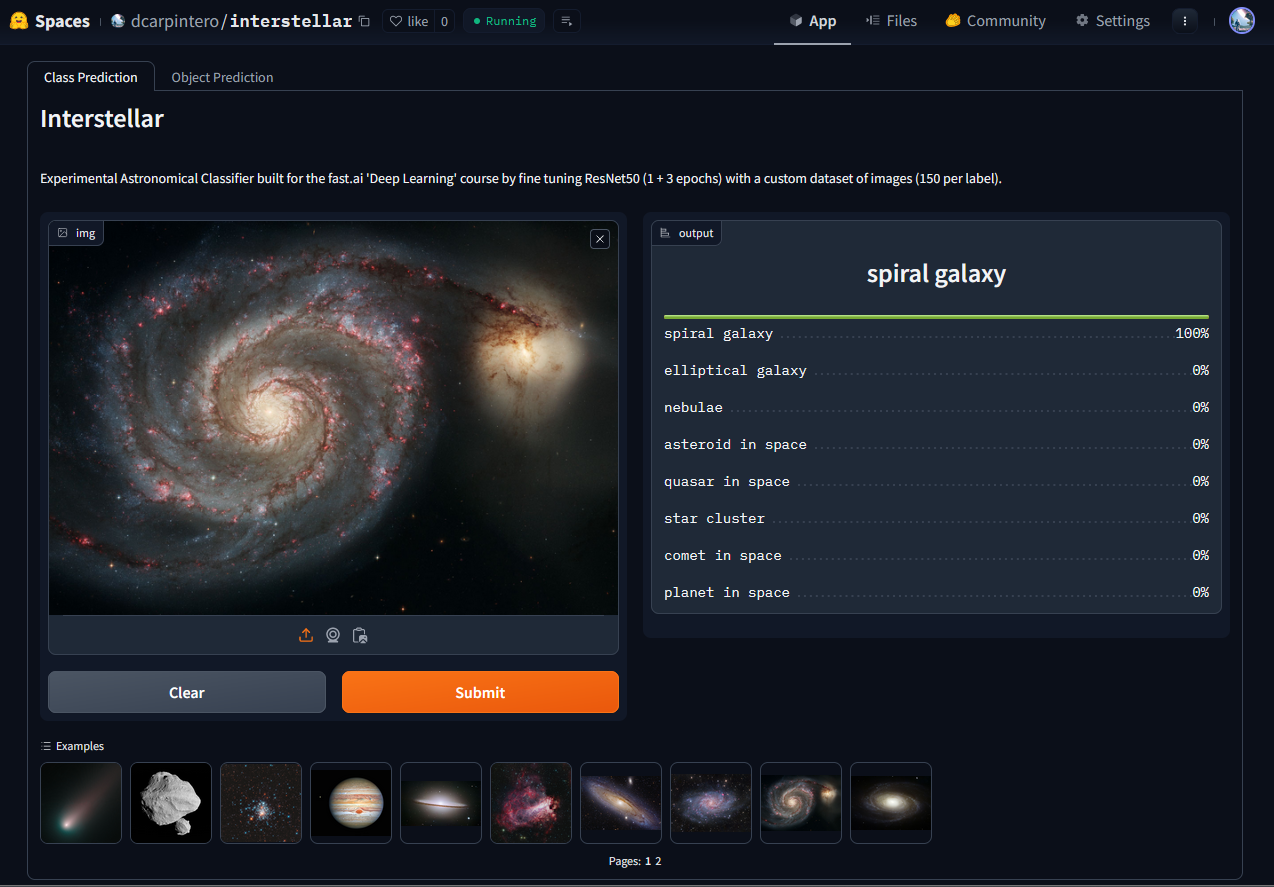 Spaces dcarpintero/interstellar like 0 Running App Files Community Settings
Class Prediction Object Prediction
Interstellar
Experimental Astronomical Classifier built for the fast.ai 'Deep Learning' course by fine tuning ResNet50 (1 + 3 epochs) with a custom dataset of images (150 per label).
img
output
spiral galaxy
spiral galaxy 100%
elliptical galaxy 0%
nebulae 0%
asteroid in space 0%
quasar in space 0%
star cluster 0%
comet in space 0%
planet in space 0%
Clear Submit
Examples
Pages: 1 2